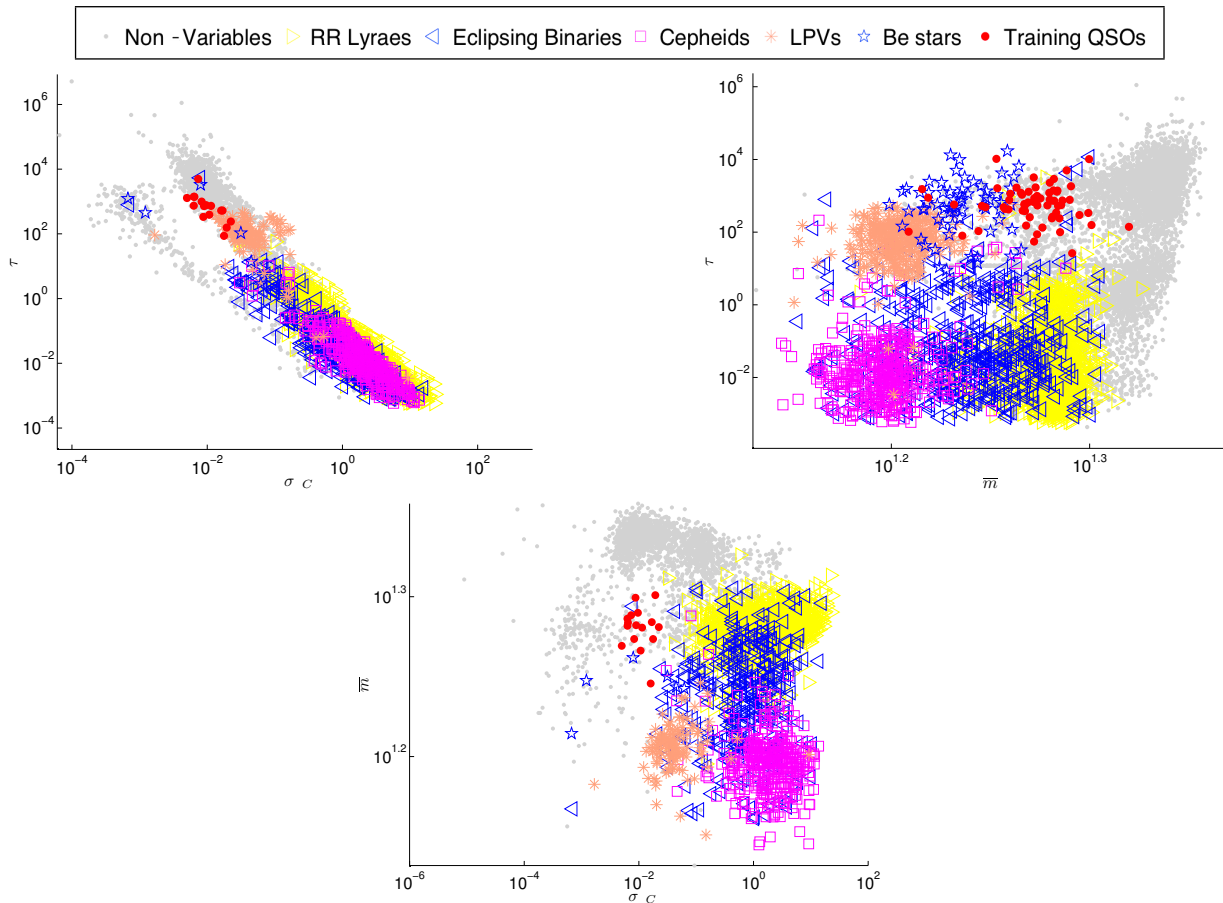 Non - Variables RR Lyraes Eclipsing Binaries Cepheids LPVs Be stars Training QSOs
10^6
10^4
10^2
10^0
10^−2
10^−4
τ
10^−4 10^−2 10^0 10^2
σ_C
10^6
10^4
10^2
10^0
10^−2
τ
10^1.2 10^1.3
m̅
10^1.3
10^1.2
m̅
10^−6 10^−4 10^−2 10^0 10^2
σ_C